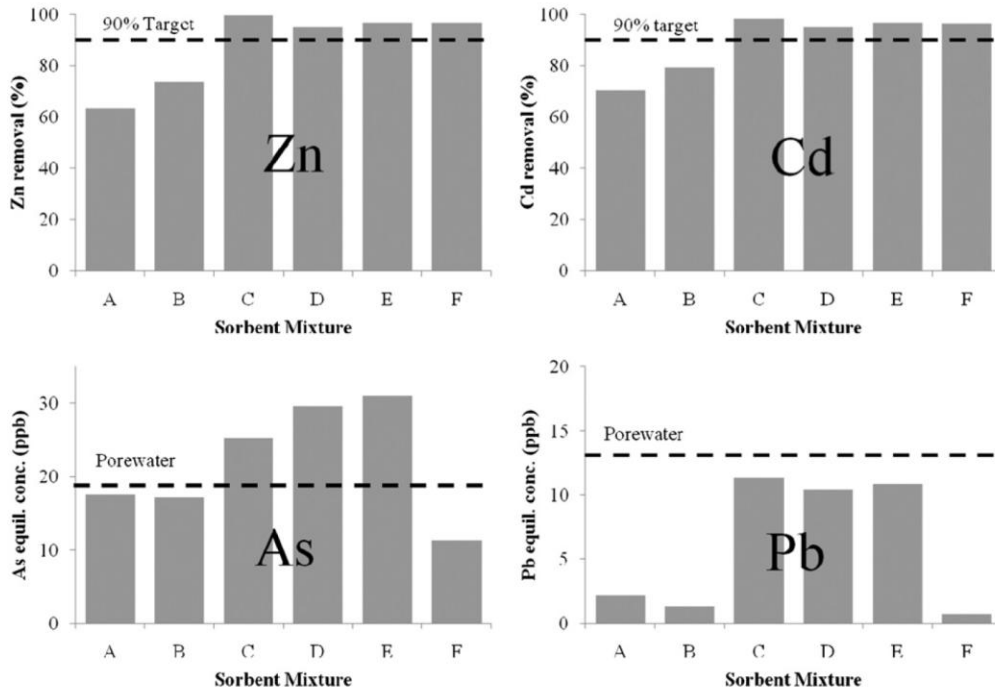 100
90% Target
80
60
40
20
0
Zn removal (%)
Zn
A B C D E F
Sorbent Mixture
100
90% target
80
60
40
20
0
Cd removal (%)
Cd
A B C D E F
Sorbent Mixture
30
20
10
0
As equil. conc. (ppb)
Porewater
As
A B C D E F
Sorbent Mixture
20
15
10
5
0
Pb equil. conc. (ppb)
Porewater
Pb
A B C D E F
Sorbent Mixture